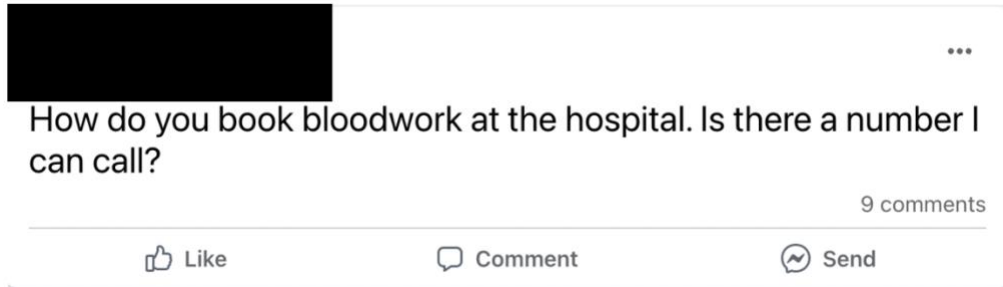 How do you book bloodwork at the hospital. Is there a number I
can call?
9 comments
Like Comment Send